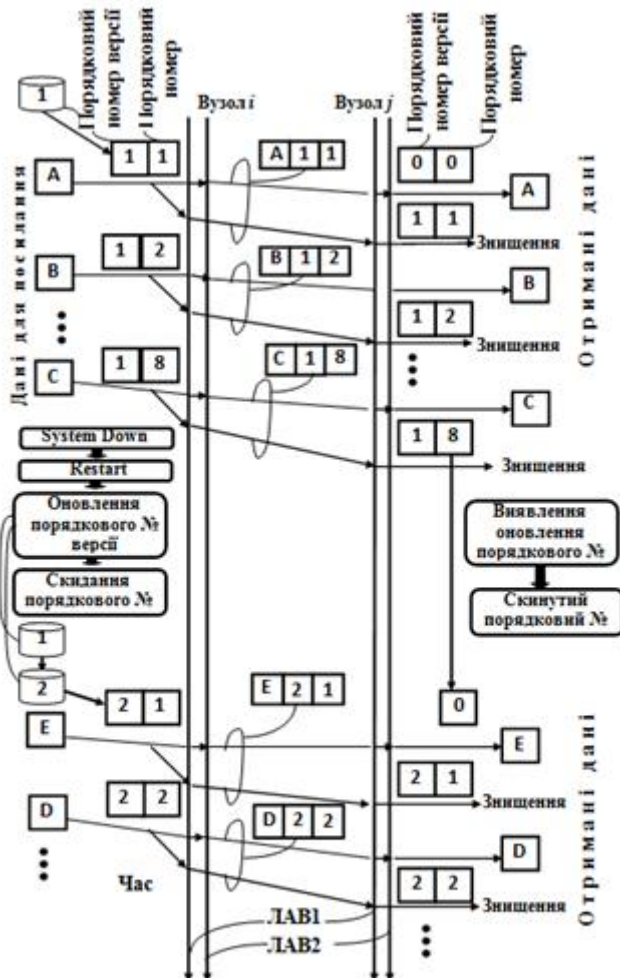 Порядковий
номер версії
Порядковий
номер
Порядковий
номер версії
Порядковий
номер
1
Вузол i
Вузол j
1 1
A 1 1
0 0
A
A
1 1
Знищення
Дані для посилання
Отримані дані
1 2
B 1 2
B
B
1 2
Знищення
1 8
C 1 8
C
C
1 8
Знищення
System Down
Restart
Оновлення
порядкового №
версії
Скидання
порядкового №
Виявлення
оновлення
порядкового №
Скинутий
порядковий №
1
2
2 1
E 2 1
0
E
E
2 1
Знищення
Отримані дані
2 2
D 2 2
D
D
2 2
Знищення
Час
ЛАВ1
ЛАВ2